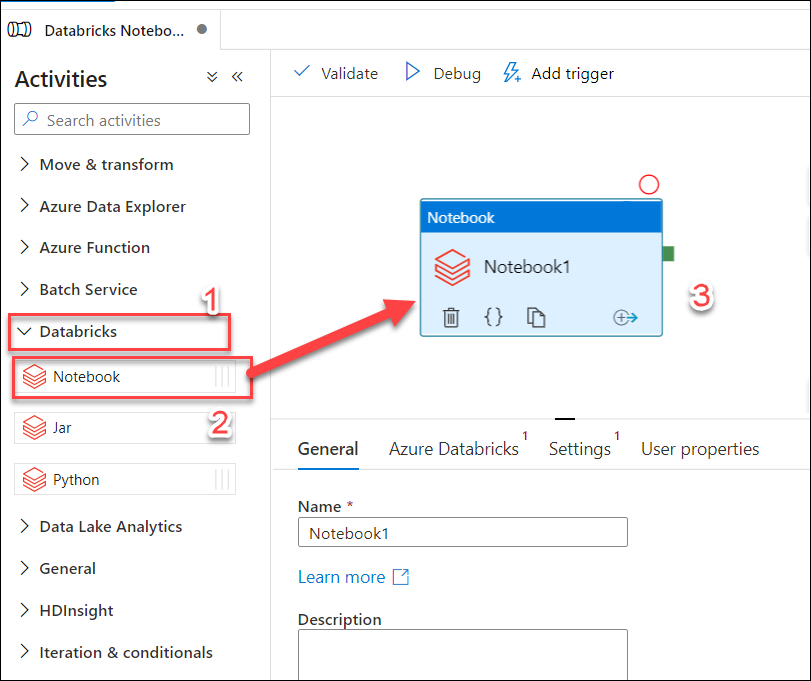 Databricks Notebo...
Activities
Search activities
Move & transform
Azure Data Explorer
Azure Function
Batch Service
1
Databricks
Notebook
2
Jar
Python
Data Lake Analytics
General
HDInsight
Iteration & conditionals
Validate Debug Add trigger
Notebook
Notebook1
{}
3
General Azure Databricks 1 Settings 1 User properties
Name *
Notebook1
Learn more
Description